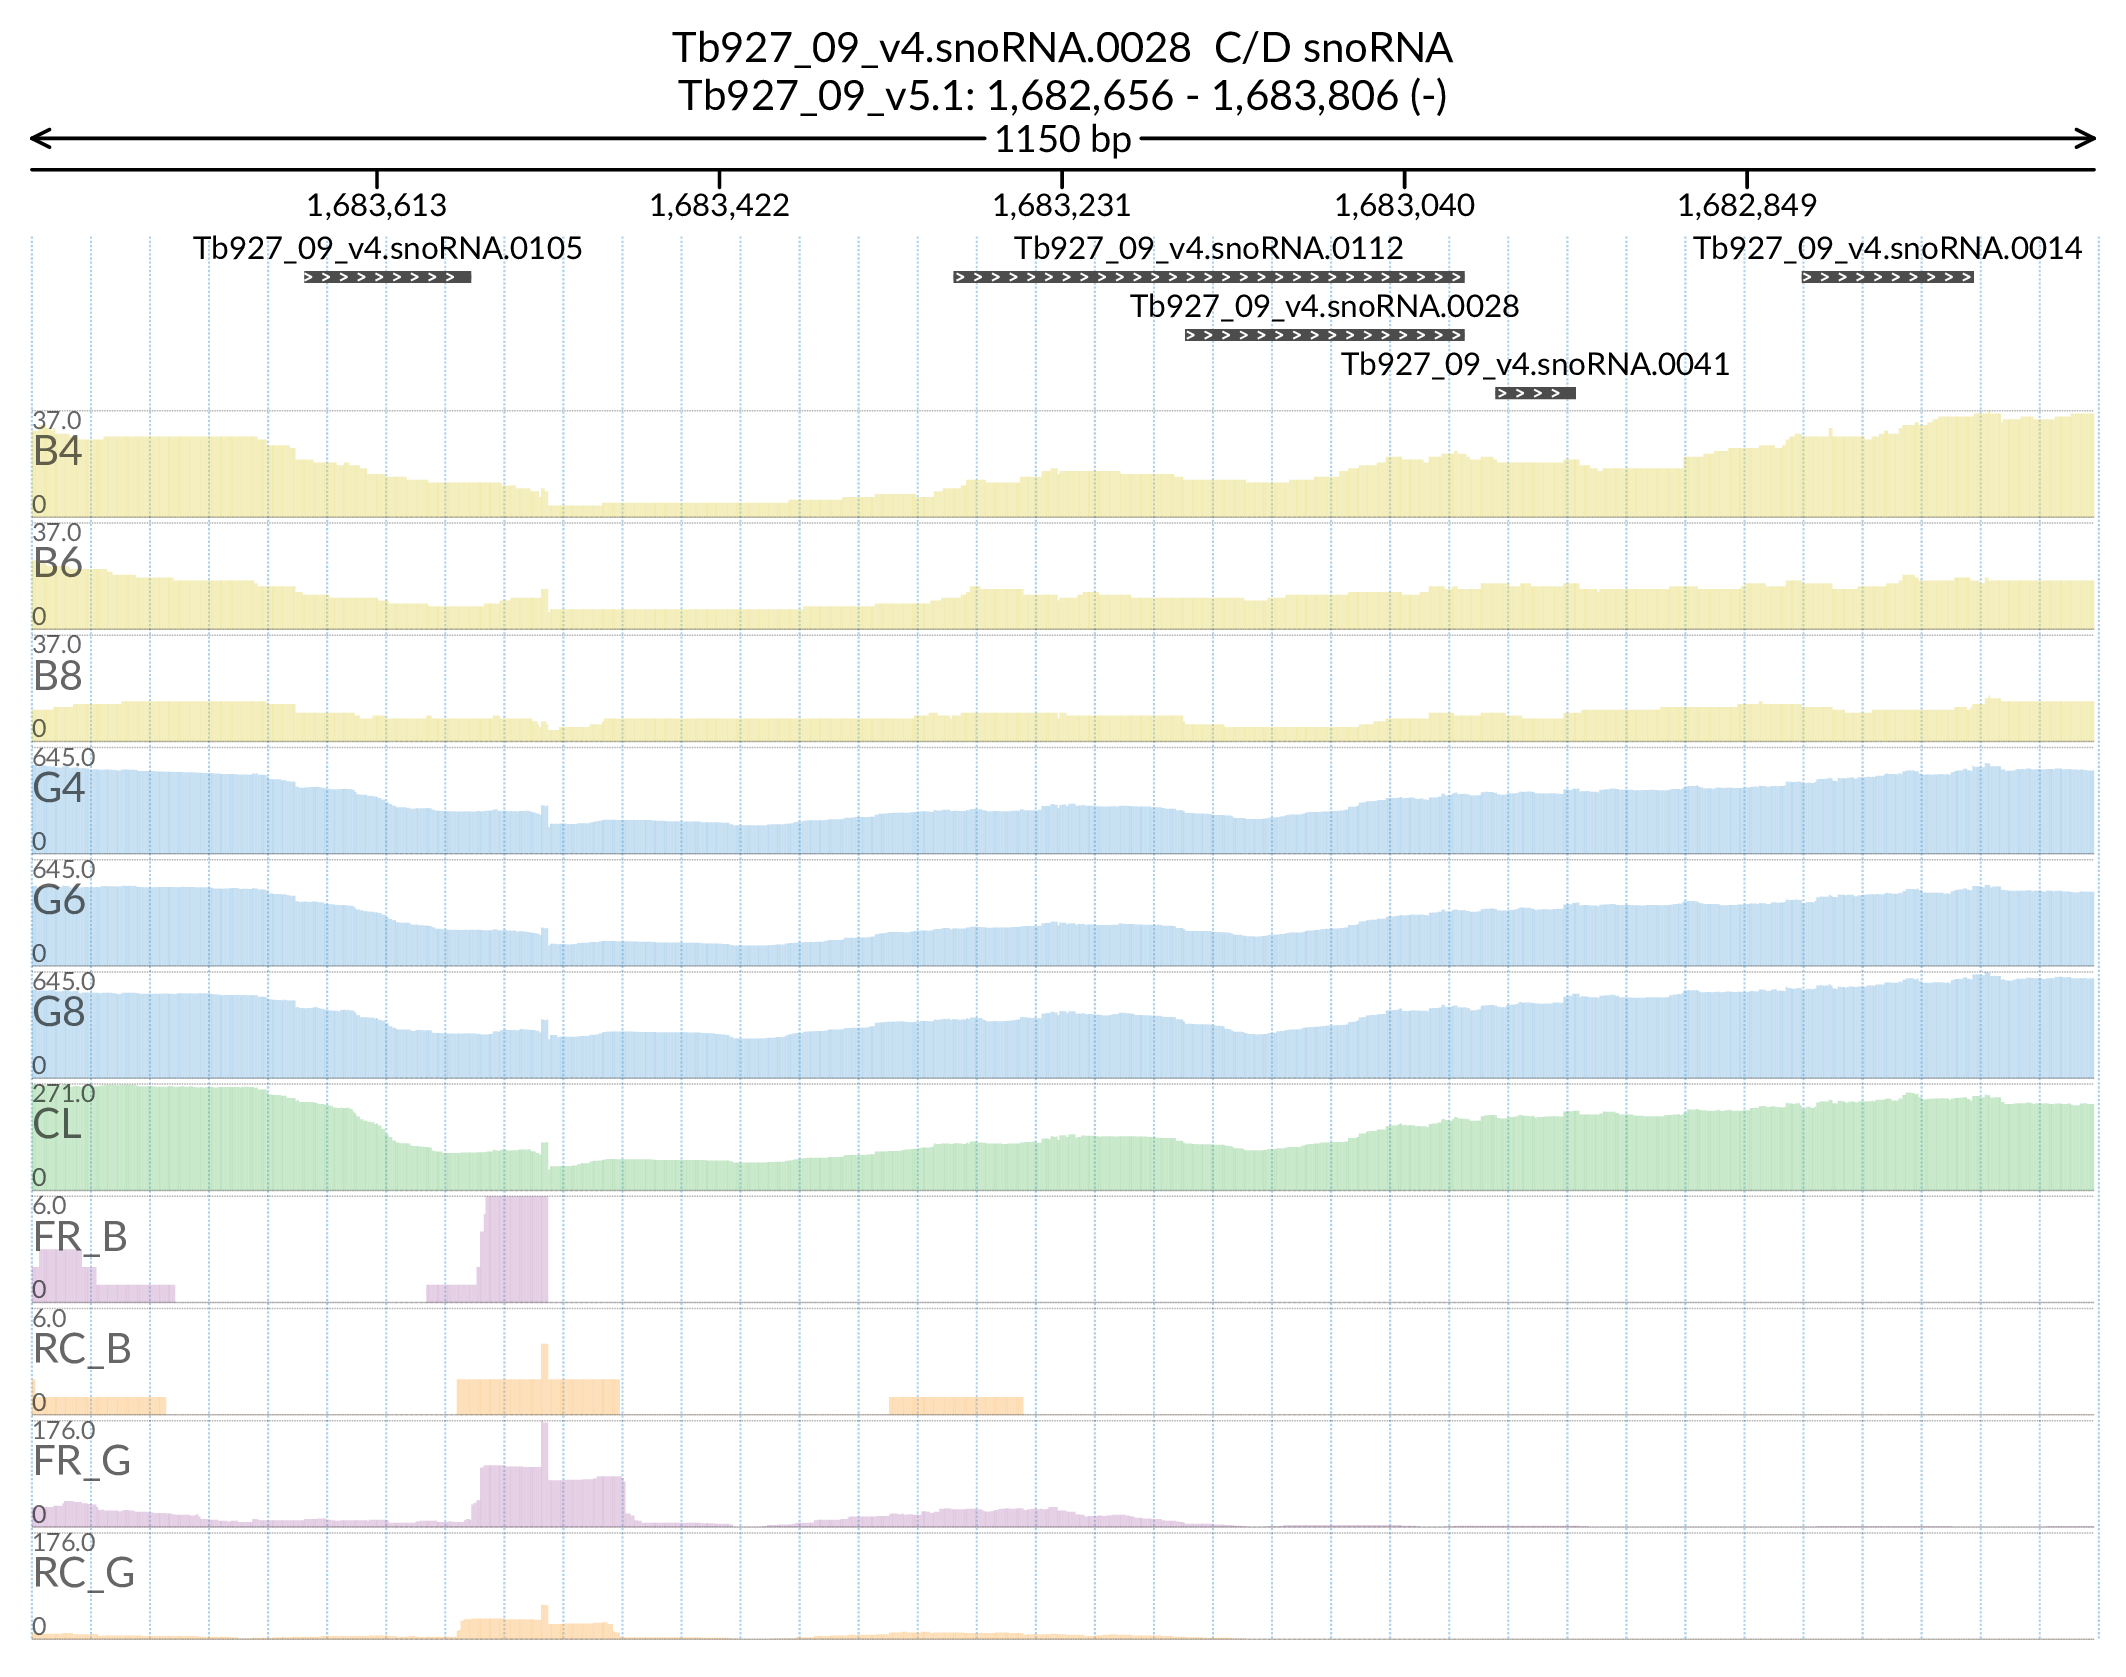 Tb927_09_v4.snoRNA.0028  C/D snoRNA
Tb927_09_v5.1: 1,682,656 - 1,683,806 (-)
1150 bp
1,683,613 1,683,422 1,683,231 1,683,040 1,682,849
Tb927_09_v4.snoRNA.0105 Tb927_09_v4.snoRNA.0112 Tb927_09_v4.snoRNA.0014
Tb927_09_v4.snoRNA.0028
Tb927_09_v4.snoRNA.0041
37.0
B4
0
37.0
B6
0
37.0
B8
0
645.0
G4
0
645.0
G6
0
645.0
G8
0
271.0
CL
0
6.0
FR_B
0
6.0
RC_B
0
176.0
FR_G
0
176.0
RC_G
0